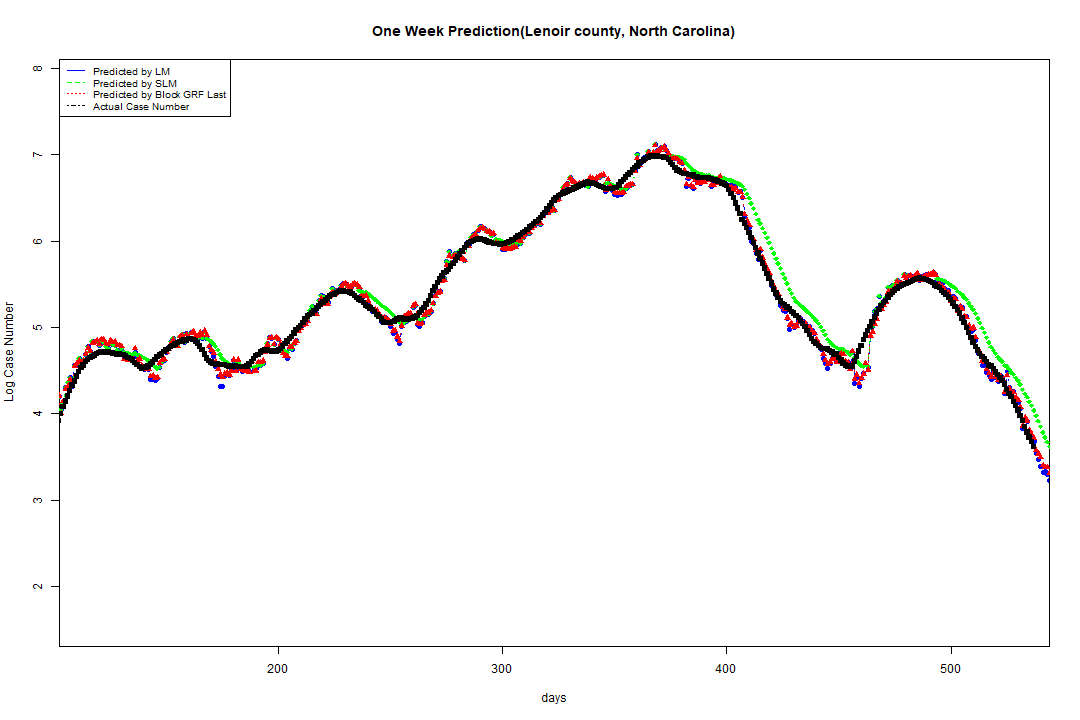 One Week Prediction(Lenoir county, North Carolina)
Predicted by LM
Predicted by SLM
Predicted by Block GRF Last
Actual Case Number
8
7
6
5
4
3
2
Log Case Number
200
300
400
500
days